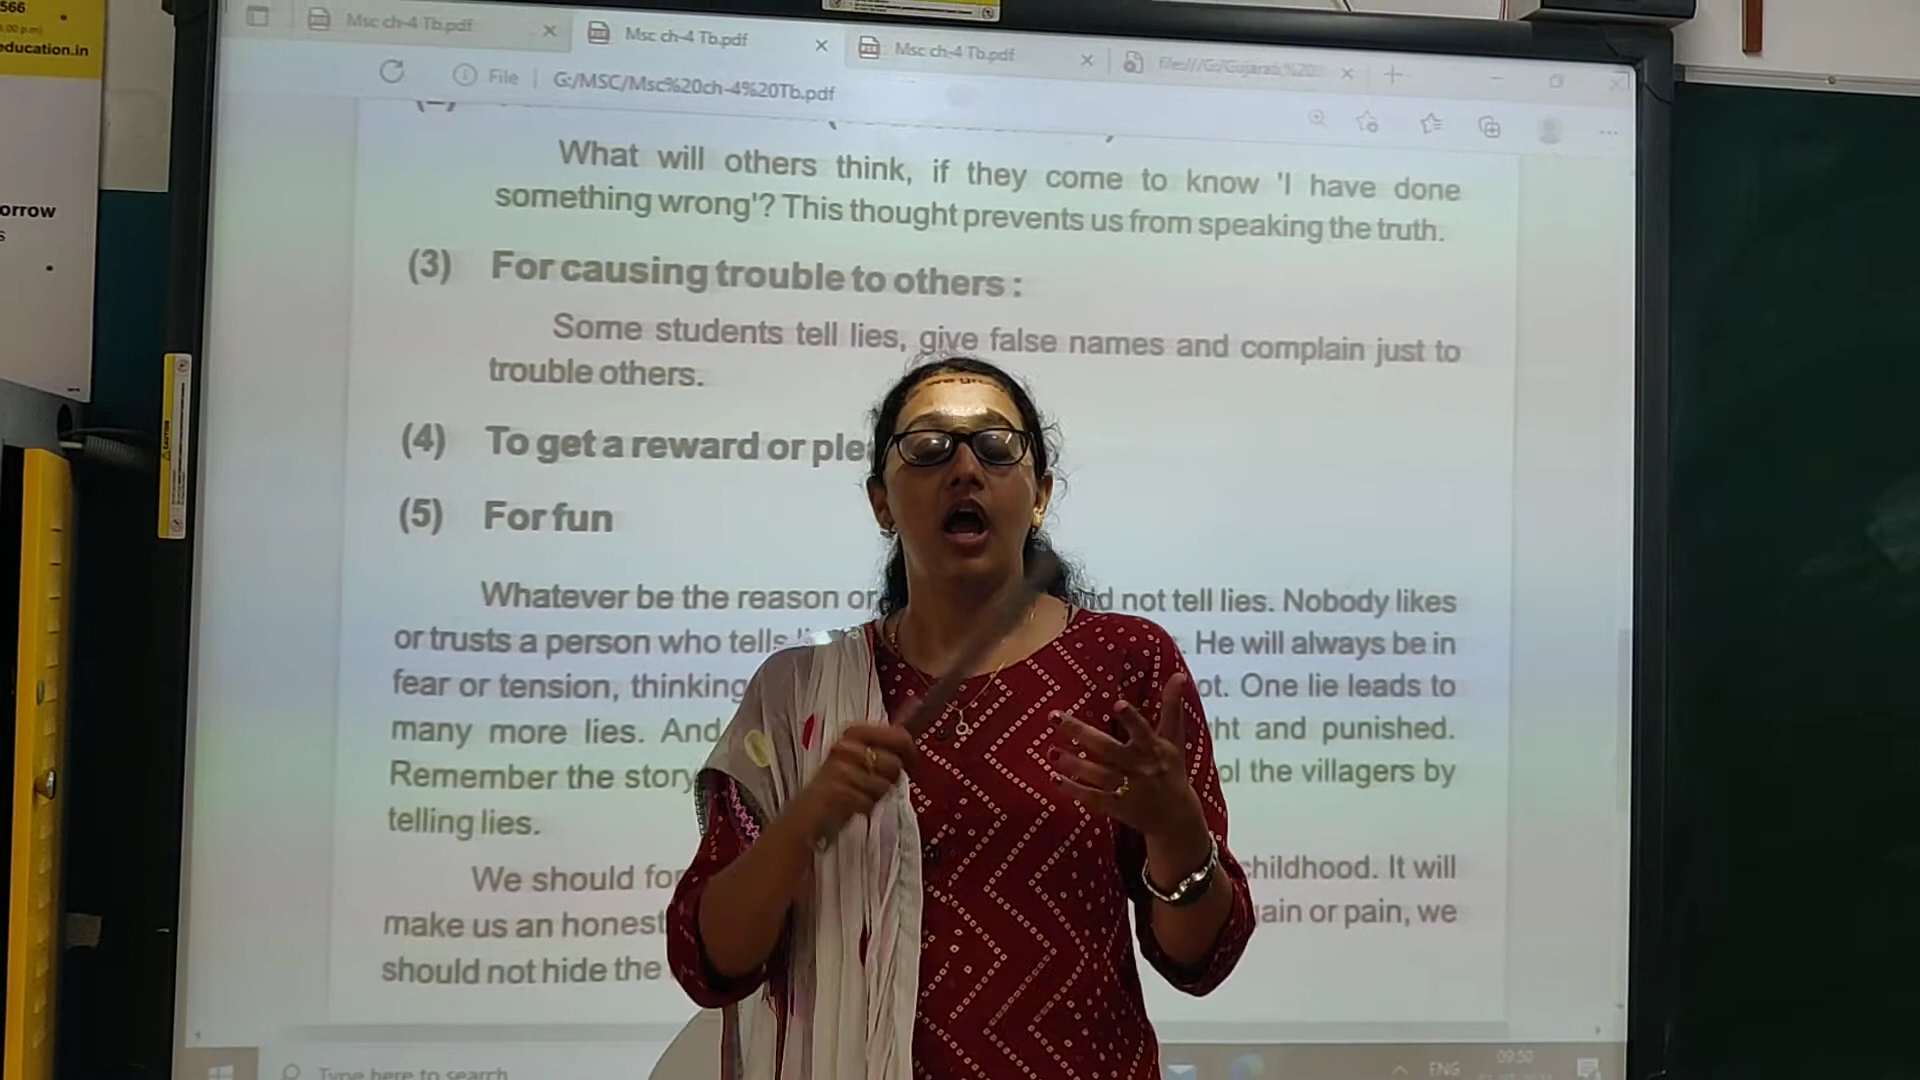 566
education.in
orrow
Msc ch-4 Tb.pdf
Msc ch-4 Tb.pdf
Msc ch-4 Tb.pdf
File | G:/MSC/Msc%20ch-4%20Tb.pdf
What will others think, if they come to know 'I have done
something wrong'? This thought prevents us from speaking the truth.
(3) For causing trouble to others :
Some students tell lies, give false names and complain just to
trouble others.
(4) To get a reward or ple
(5) For fun
Whatever be the reason or not tell lies. Nobody likes
or trusts a person who tells He will always be in
fear or tension, thinking ot. One lie leads to
many more lies. And ht and punished.
Remember the story ol the villagers by
telling lies.
We should for childhood. It will
make us an honest ain or pain, we
should not hide the
Type here to search
ENG
09:50